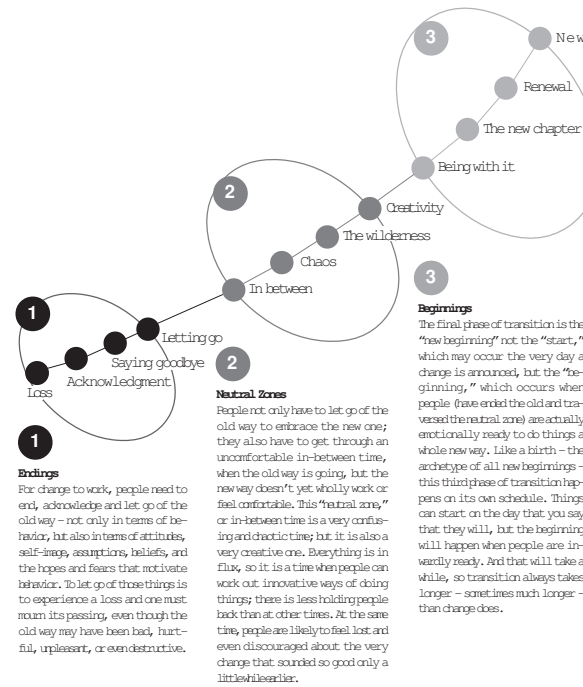 3
New
Renewal
The new chapter
Being with it
2
Creativity
The wilderness
Chaos
In between
1
Letting go
Saying goodbye
Acknowledgment
Loss
1
Endings
For change to work, people need to
end, acknowledge and let go of the
old way – not only in terms of be-
havior, but also in terms of attitudes,
self-image, assumptions, beliefs, and
the hopes and fears that motivate
behavior. To let go of those things is
to experience a loss and one must
mourn its passing, even though the
old way may have been bad, hurt-
ful, unpleasant, or even destructive.
2
Neutral Zones
People not only have to let go of the
old way to embrace the new one;
they also have to get through an
uncomfortable in-between time,
when the old way is going, but the
new way doesn't yet wholly work or
feel comfortable. This “neutral zone,”
or in-between time is a very confus-
ing and chaotic time; but it is also a
very creative one. Everything is in
flux, so it is a time when people can
work out innovative ways of doing
things; there is less holding people
back than at other times. At the same
time, people are likely to feel lost and
even discouraged about the very
change that sounded so good only a
little while earlier.
3
Beginnings
The final phase of transition is the
“new beginning” not the “start,”
which may occur the very day a
change is announced, but the “be-
ginning,” which occurs when
people (have ended the old and tra-
versed the neutral zone) are actually
emotionally ready to do things a
whole new way. Like a birth – the
archetype of all new beginnings –
this third phase of transition hap-
pens on its own schedule. Things
can start on the day that you say
that they will, but the beginning
will happen when people are in-
wardly ready. And that will take a
while, so transition always takes
longer – sometimes much longer –
than change does.